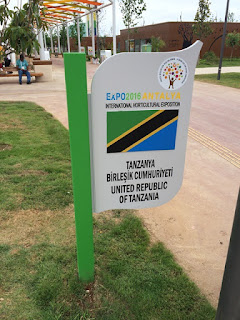 EXPO2016 ANTALYA
INTERNATIONAL HORTICULTURAL EXPOSITION
TANZANYA
BİRLEŞİK CUMHURİYETİ
UNITED REPUBLIC
OF TANZANIA